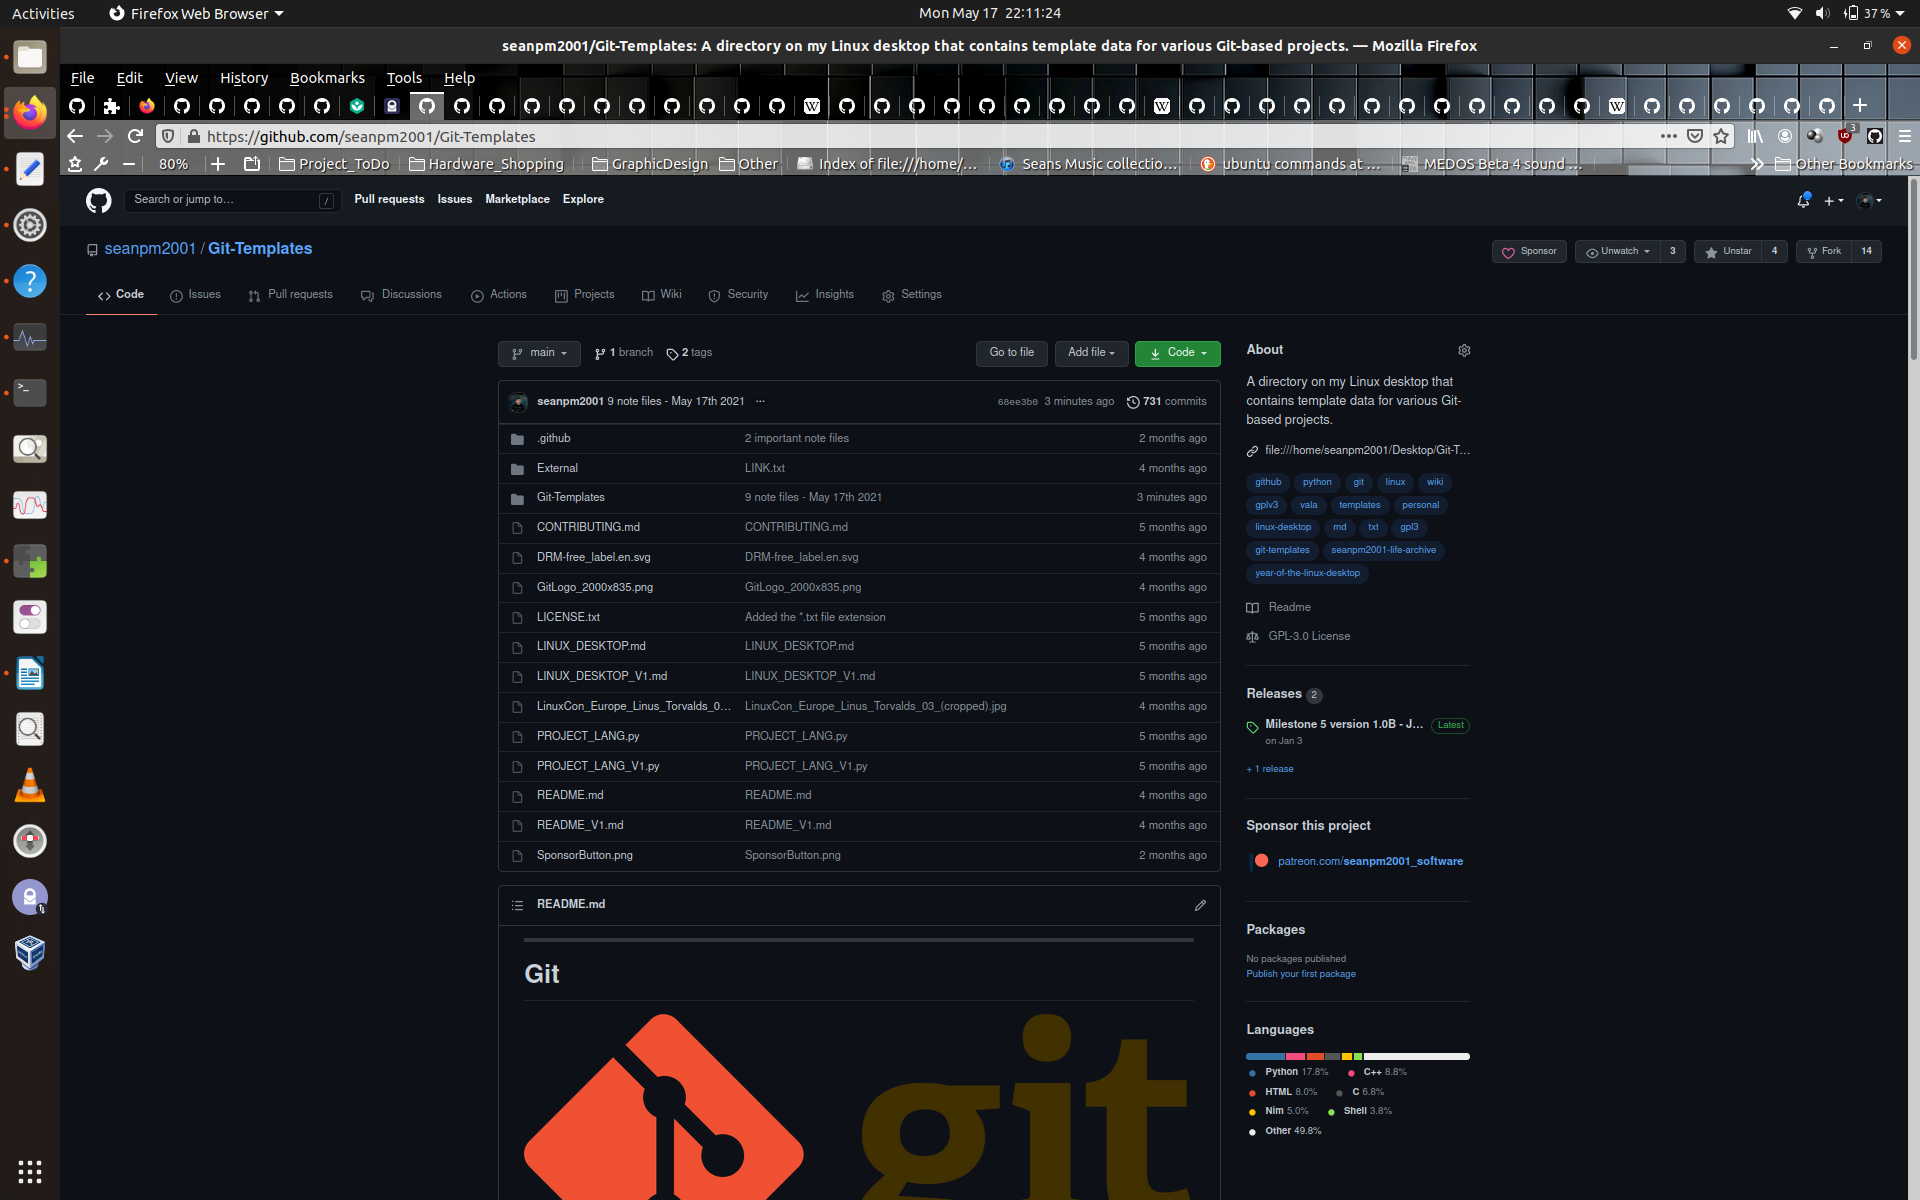 Activities
Firefox Web Browser
Mon May 17 22:11:24
37 %
seanpm2001/Git-Templates: A directory on my Linux desktop that contains template data for various Git-based projects. — Mozilla Firefox
File Edit View History Bookmarks Tools Help
https://github.com/seanpm2001/Git-Templates
3
80%
Project_ToDo
Hardware_Shopping
GraphicDesign
Other
Index of file:///home/…
Seans Music collectio…
ubuntu commands at …
MEDOS Beta 4 sound …
Other Bookmarks
Search or jump to… /
Pull requests Issues Marketplace Explore
seanpm2001 / Git-Templates
Sponsor
Unwatch 3
Unstar 4
Fork 14
Code
Issues
Pull requests
Discussions
Actions
Projects
Wiki
Security
Insights
Settings
main
1 branch
2 tags
Go to file
Add file
Code
seanpm2001 9 note files - May 17th 2021 ...
68ee3b0 3 minutes ago 731 commits
.github 2 important note files 2 months ago
External LINK.txt 4 months ago
Git-Templates 9 note files - May 17th 2021 3 minutes ago
CONTRIBUTING.md CONTRIBUTING.md 5 months ago
DRM-free_label.en.svg DRM-free_label.en.svg 4 months ago
GitLogo_2000x835.png GitLogo_2000x835.png 4 months ago
LICENSE.txt Added the *.txt file extension 5 months ago
LINUX_DESKTOP.md LINUX_DESKTOP.md 5 months ago
LINUX_DESKTOP_V1.md LINUX_DESKTOP_V1.md 5 months ago
LinuxCon_Europe_Linus_Torvalds_0… LinuxCon_Europe_Linus_Torvalds_03_(cropped).jpg 4 months ago
PROJECT_LANG.py PROJECT_LANG.py 5 months ago
PROJECT_LANG_V1.py PROJECT_LANG_V1.py 5 months ago
README.md README.md 4 months ago
README_V1.md README_V1.md 4 months ago
SponsorButton.png SponsorButton.png 2 months ago
README.md
Git
git
About
A directory on my Linux desktop that
contains template data for various Git-
based projects.
file:///home/seanpm2001/Desktop/Git-T…
github python git linux wiki
gplv3 vala templates personal
linux-desktop md txt gpl3
git-templates seanpm2001-life-archive
year-of-the-linux-desktop
Readme
GPL-3.0 License
Releases 2
Milestone 5 version 1.0B - J… Latest
on Jan 3
+ 1 release
Sponsor this project
patreon.com/seanpm2001_software
Packages
No packages published
Publish your first package
Languages
Python 17.8% C++ 8.8%
HTML 8.0% C 6.8%
Nim 5.0% Shell 3.8%
Other 49.8%